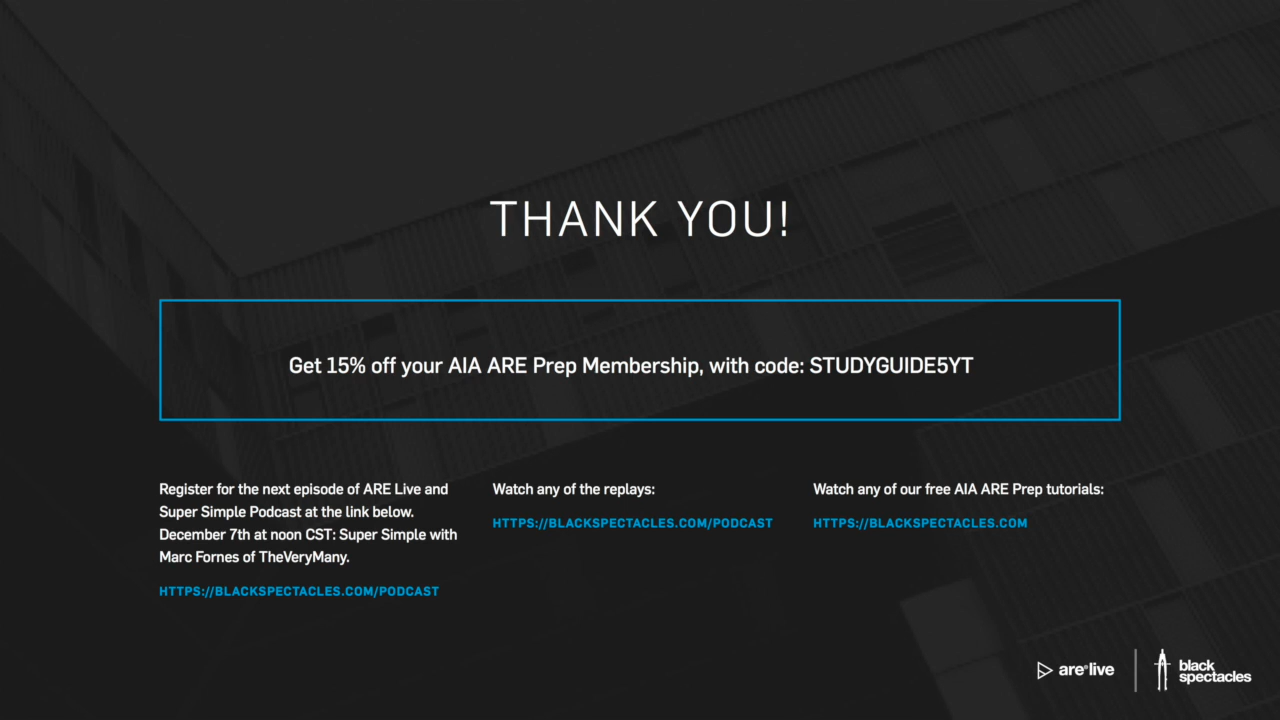 THANK YOU!
Get 15% off your AIA ARE Prep Membership, with code: STUDYGUIDE5YT
Register for the next episode of ARE Live and
Super Simple Podcast at the link below.
December 7th at noon CST: Super Simple with
Marc Fornes of TheVeryMany.
HTTPS://BLACKSPECTACLES.COM/PODCAST
Watch any of the replays:
HTTPS://BLACKSPECTACLES.COM/PODCAST
Watch any of our free AIA ARE Prep tutorials:
HTTPS://BLACKSPECTACLES.COM
are®live
black
spectacles